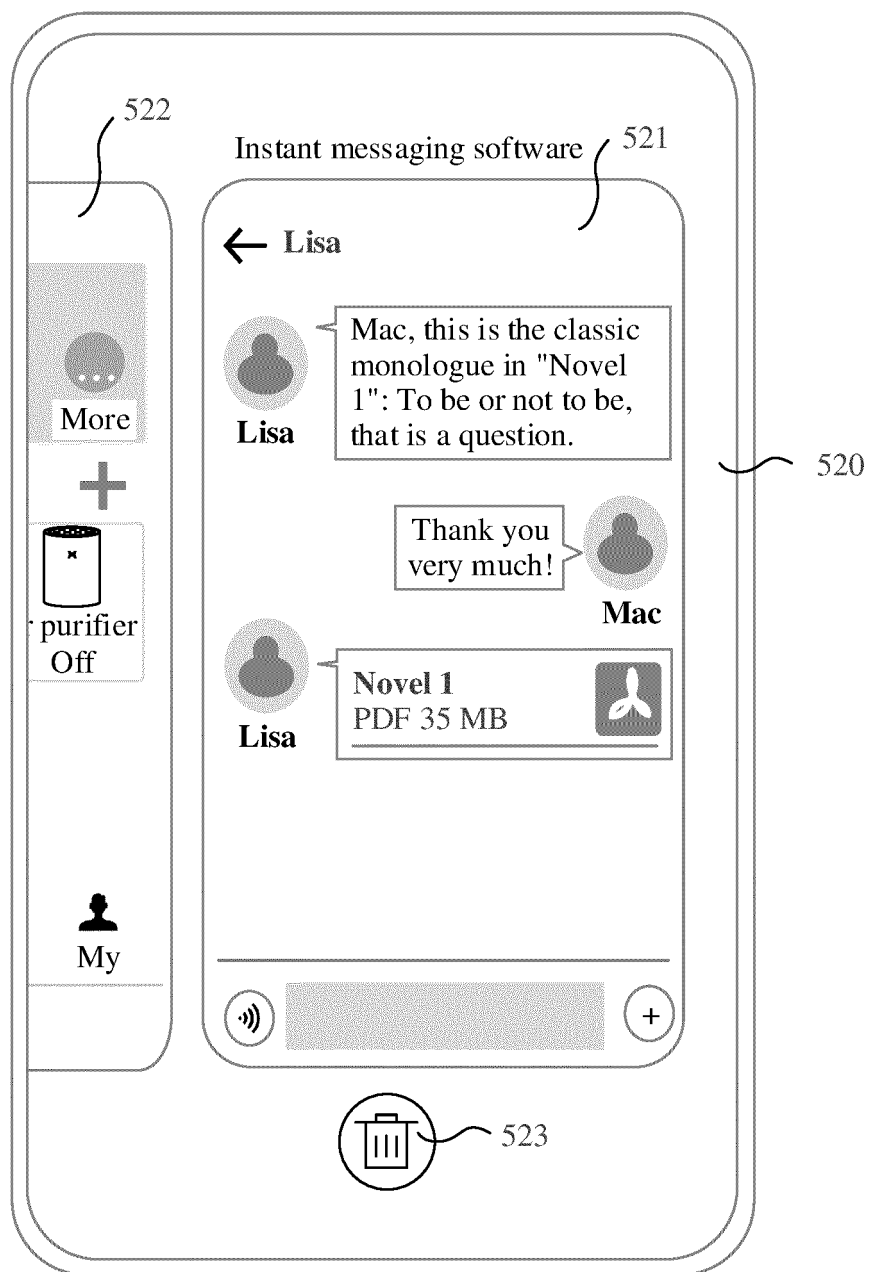 522
Instant messaging software
521
Lisa
Mac, this is the classic
monologue in "Novel
1": To be or not to be,
that is a question.
Lisa
More
520
Thank you
very much!
Mac
purifier
Off
Novel 1
PDF 35 MB
Lisa
My
+
523